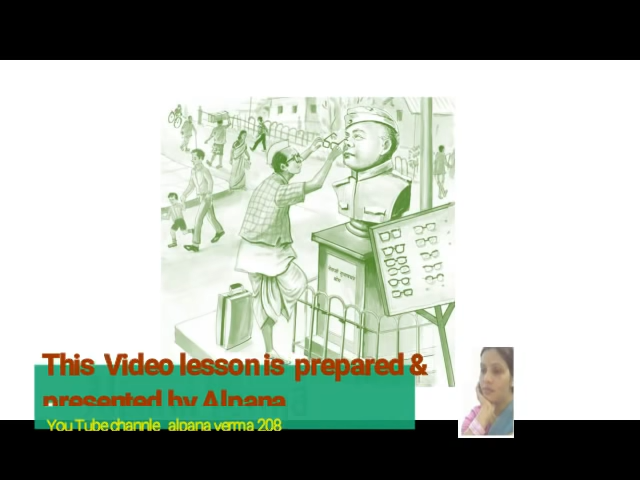 This Video lesson is prepared &
presented by Alpana
You Tube channle alpana verma 208